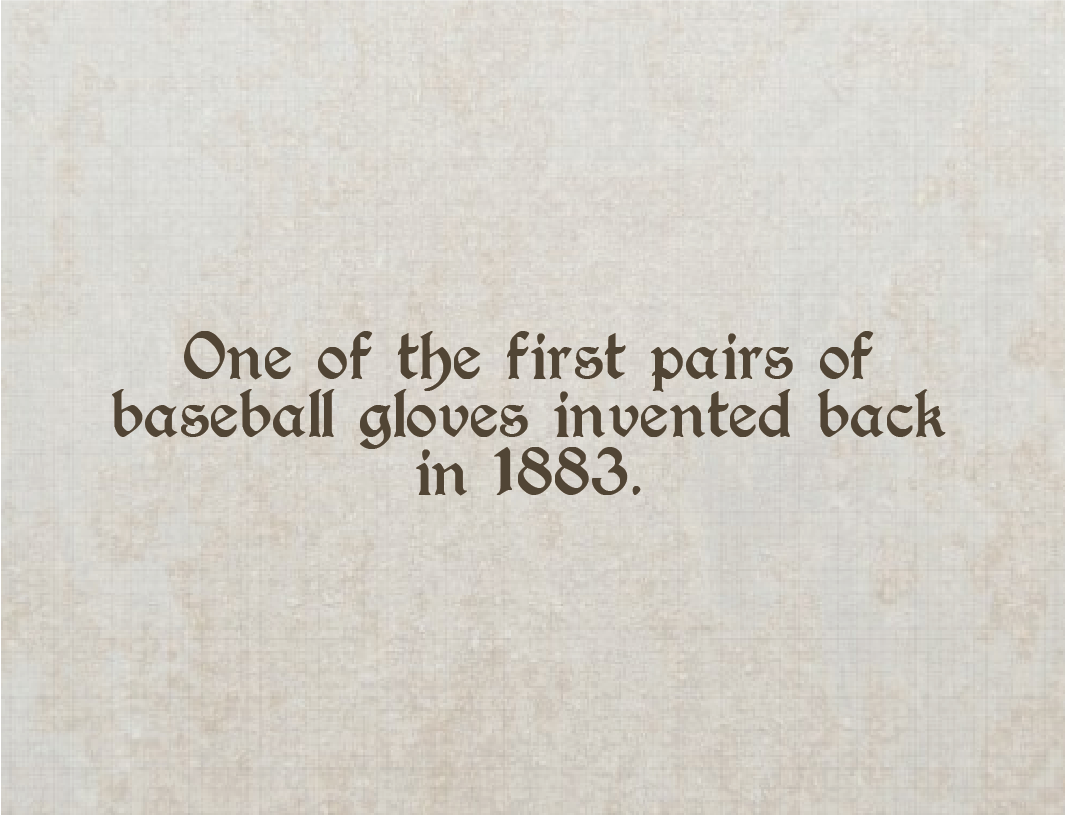 One of the first pairs of
baseball gloves invented back
in 1883.